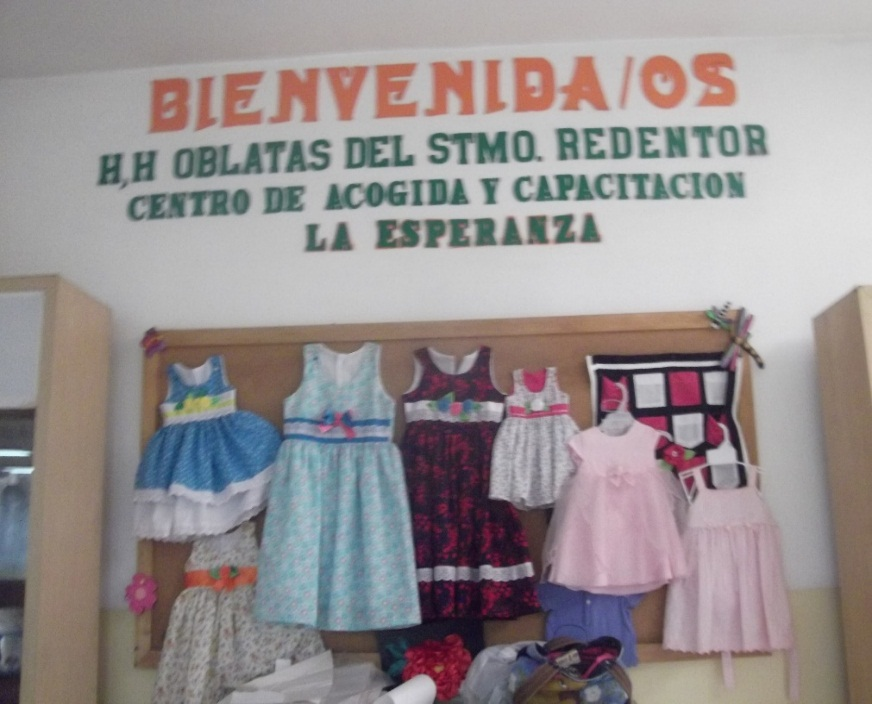 BIENVENIDA/OS
H,H OBLATAS DEL STMO. REDENTOR
CENTRO DE ACOGIDA Y CAPACITACION
LA ESPERANZA